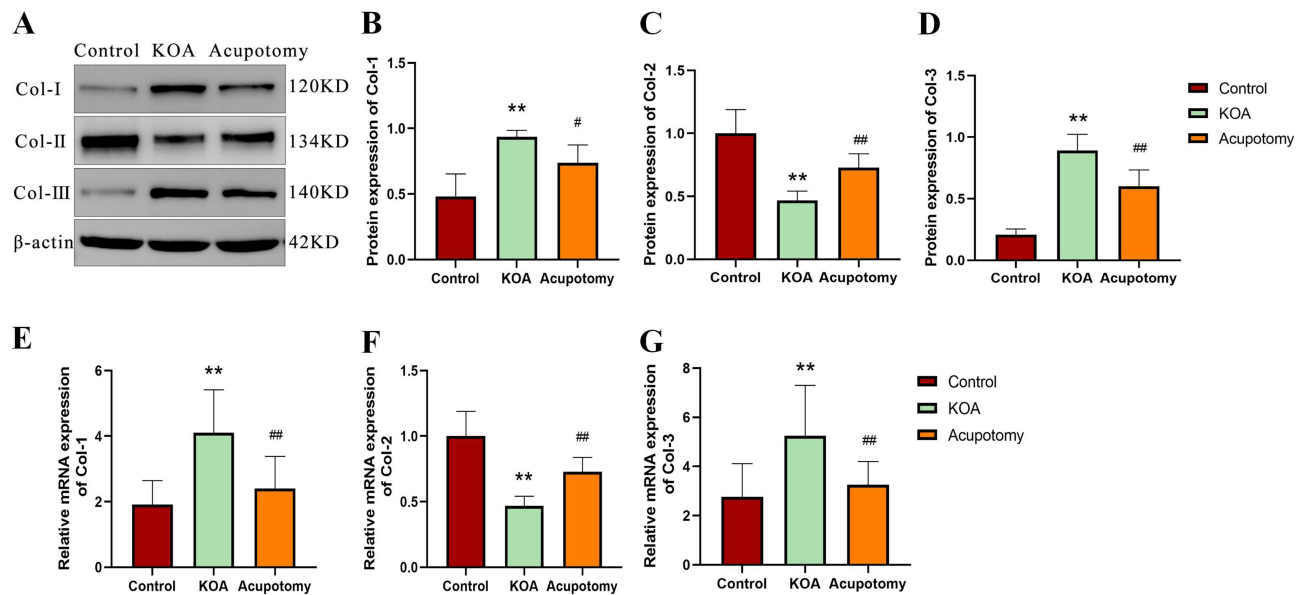 A
Control KOA Acupotomy
Col-I 120KD
Col-II 134KD
Col-III 140KD
β-actin 42KD
B
Protein expression of Col-1
1.5
1.0
0.5
0.0
**
#
Control KOA Acupotomy
C
Protein expression of Col-2
1.5
1.0
0.5
0.0
**
##
Control KOA Acupotomy
D
Protein expression of Col-3
1.5
1.0
0.5
0.0
**
##
Control KOA Acupotomy
Control
KOA
Acupotomy
E
Relative mRNA expression
of Col-1
6
4
2
0
**
##
Control KOA Acupotomy
F
Relative mRNA expression
of Col-2
1.5
1.0
0.5
0.0
**
##
Control KOA Acupotomy
G
Relative mRNA expression
of Col-3
8
6
4
2
0
**
##
Control KOA Acupotomy
Control
KOA
Acupotomy